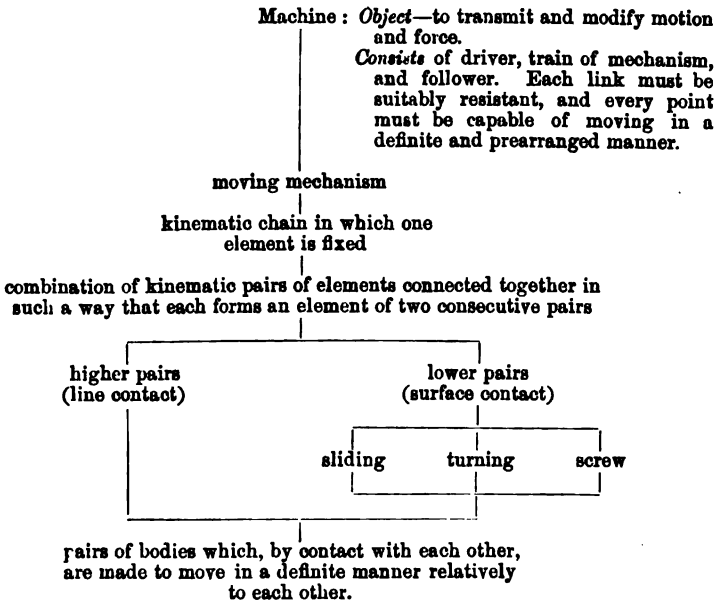 Machine : Object—to transmit and modify motion
and force.
Consists of driver, train of mechanism,
and follower. Each link must be
suitably resistant, and every point
must be capable of moving in a
definite and prearranged manner.
moving mechanism
kinematic chain in which one
element is fixed
combination of kinematic pairs of elements connected together in
such a way that each forms an element of two consecutive pairs
higher pairs
(line contact)
lower pairs
(surface contact)
sliding turning screw
pairs of bodies which, by contact with each other,
are made to move in a definite manner relatively
to each other.